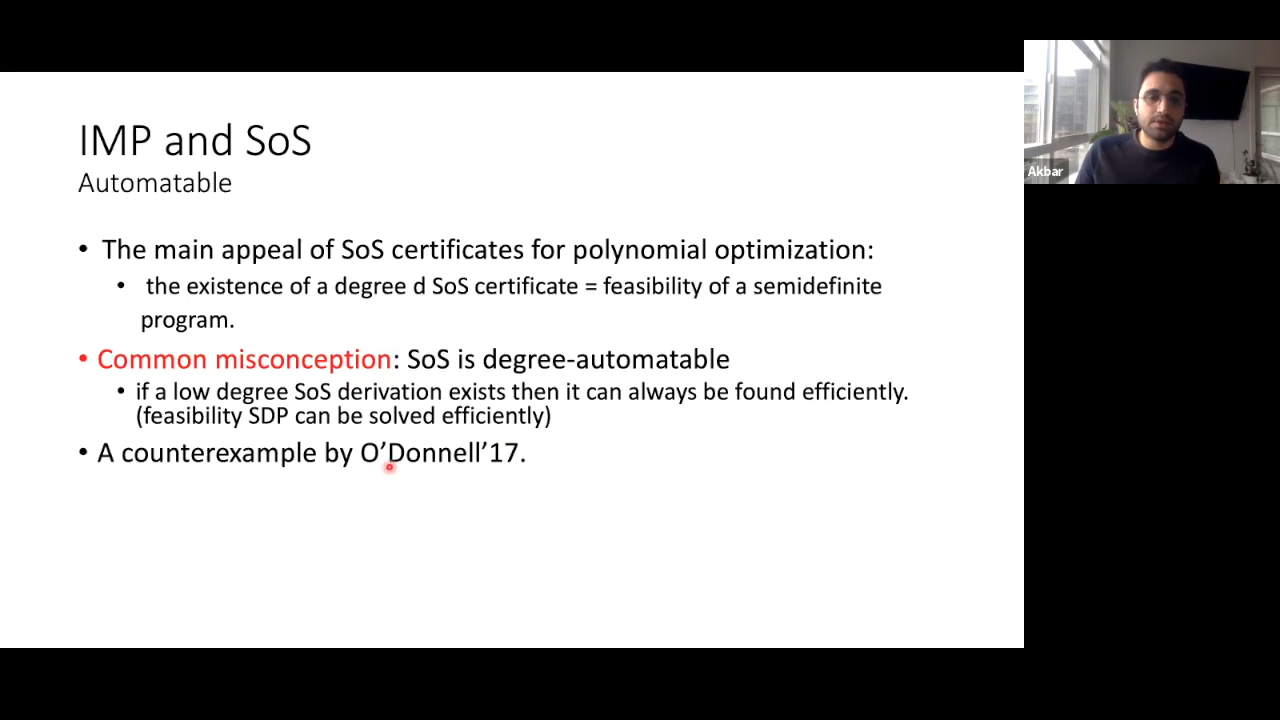 IMP and SoS
Automatable
• The main appeal of SoS certificates for polynomial optimization:
• the existence of a degree d SoS certificate = feasibility of a semidefinite
program.
• Common misconception: SoS is degree-automatable
• if a low degree SoS derivation exists then it can always be found efficiently.
(feasibility SDP can be solved efficiently)
• A counterexample by O’Donnell’17.
Akbar